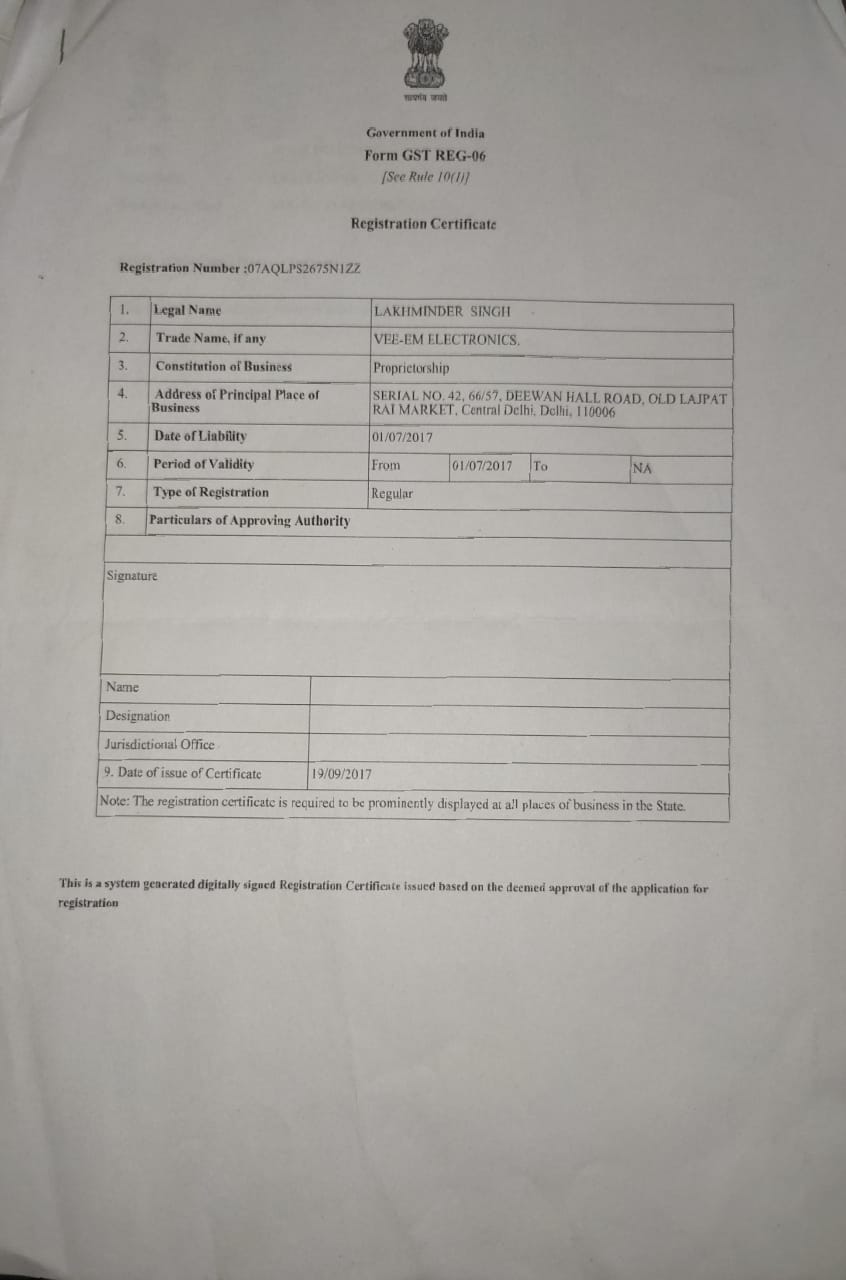 सत्यमेव जयते
Government of India
Form GST REG-06
[See Rule 10(1)]
Registration Certificate
Registration Number :07AQLPS2675N1ZZ
1. Legal Name LAKHMINDER SINGH
2. Trade Name, if any VEE-EM ELECTRONICS.
3. Constitution of Business Proprietorship
4. Address of Principal Place of Business SERIAL NO. 42, 66/57, DEEWAN HALL ROAD, OLD LAJPAT
RAI MARKET, Central Delhi, Delhi, 110006
5. Date of Liability 01/07/2017
6. Period of Validity From 01/07/2017 To NA
7. Type of Registration Regular
8. Particulars of Approving Authority
Signature
Name
Designation
Jurisdictional Office
9. Date of issue of Certificate 19/09/2017
Note: The registration certificate is required to be prominently displayed at all places of business in the State.
This is a system generated digitally signed Registration Certificate issued based on the deemed approval of the application for
registration